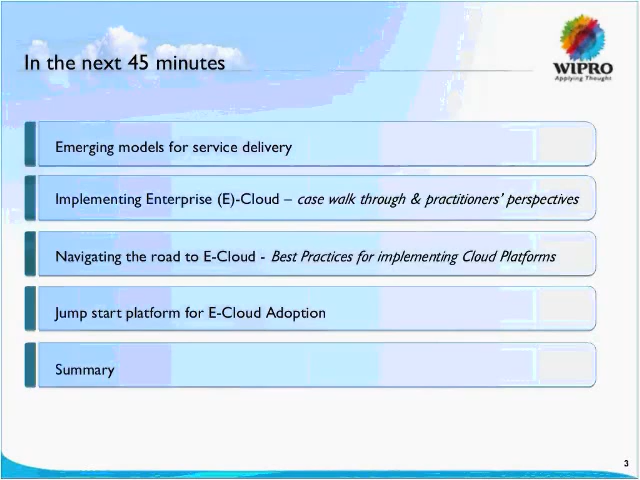 In the next 45 minutes
WIPRO
Applying Thought
Emerging models for service delivery
Implementing Enterprise (E)-Cloud – case walk through & practitioners' perspectives
Navigating the road to E-Cloud - Best Practices for implementing Cloud Platforms
Jump start platform for E-Cloud Adoption
Summary
3